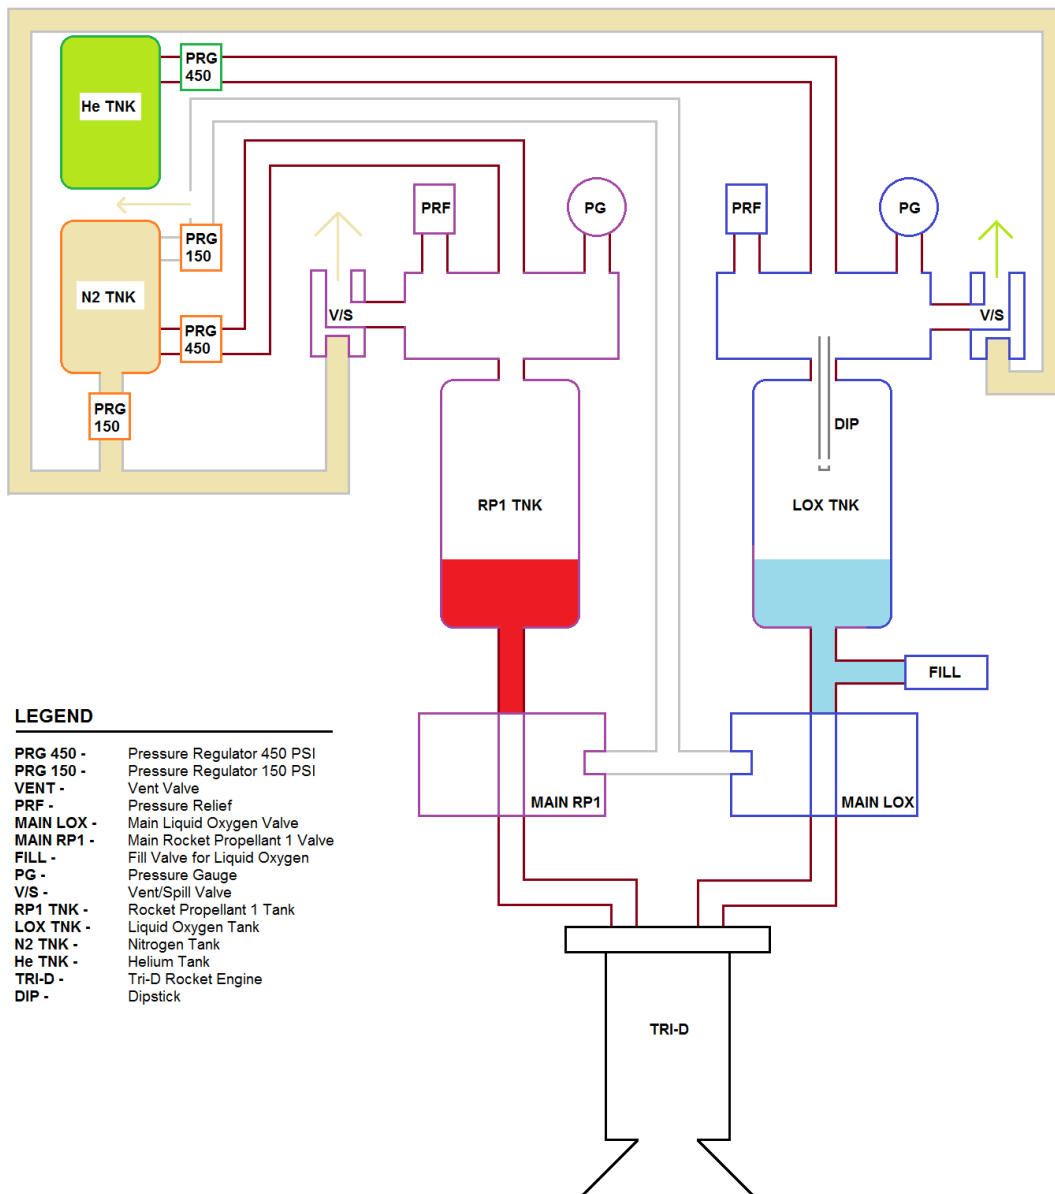 PRG
450
He TNK
PRF
PG
PRF
PG
PRG
150
N2 TNK
V/S
V/S
PRG
450
PRG
150
DIP
RP1 TNK
LOX TNK
FILL
MAIN RP1
MAIN LOX
LEGEND
PRG 450 - Pressure Regulator 450 PSI
PRG 150 - Pressure Regulator 150 PSI
VENT - Vent Valve
PRF - Pressure Relief
MAIN LOX - Main Liquid Oxygen Valve
MAIN RP1 - Main Rocket Propellant 1 Valve
FILL - Fill Valve for Liquid Oxygen
PG - Pressure Gauge
V/S - Vent/Spill Valve
RP1 TNK - Rocket Propellant 1 Tank
LOX TNK - Liquid Oxygen Tank
N2 TNK - Nitrogen Tank
He TNK - Helium Tank
TRI-D - Tri-D Rocket Engine
DIP - Dipstick
TRI-D